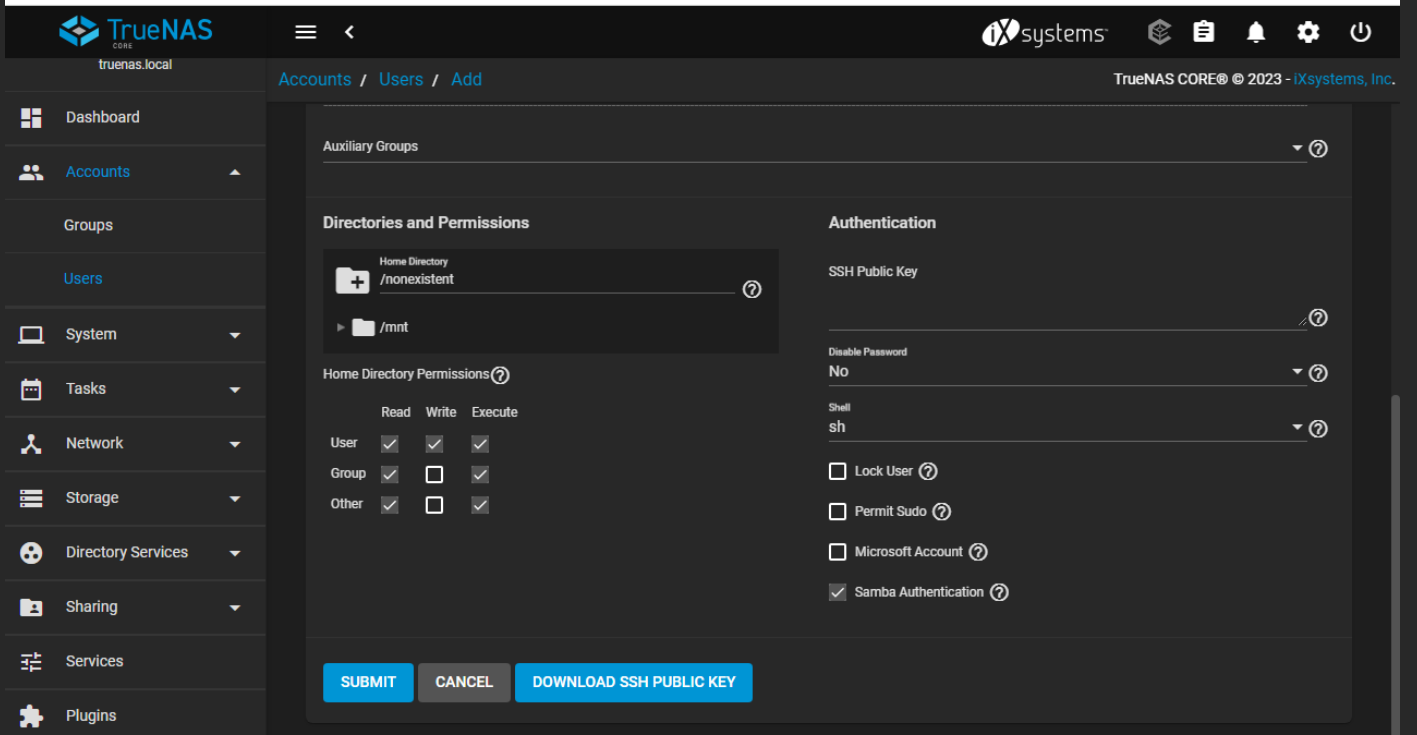 TrueNAS
CORE
iXsystems
truenas.local
Accounts / Users / Add
TrueNAS CORE® © 2023 - iXsystems, Inc.
Dashboard
Accounts
Groups
Users
System
Tasks
Network
Storage
Directory Services
Sharing
Services
Plugins
Auxiliary Groups
Directories and Permissions
Home Directory
/nonexistent
/mnt
Home Directory Permissions
Read Write Execute
User
Group
Other
Authentication
SSH Public Key
Disable Password
No
Shell
sh
Lock User
Permit Sudo
Microsoft Account
Samba Authentication
SUBMIT CANCEL DOWNLOAD SSH PUBLIC KEY